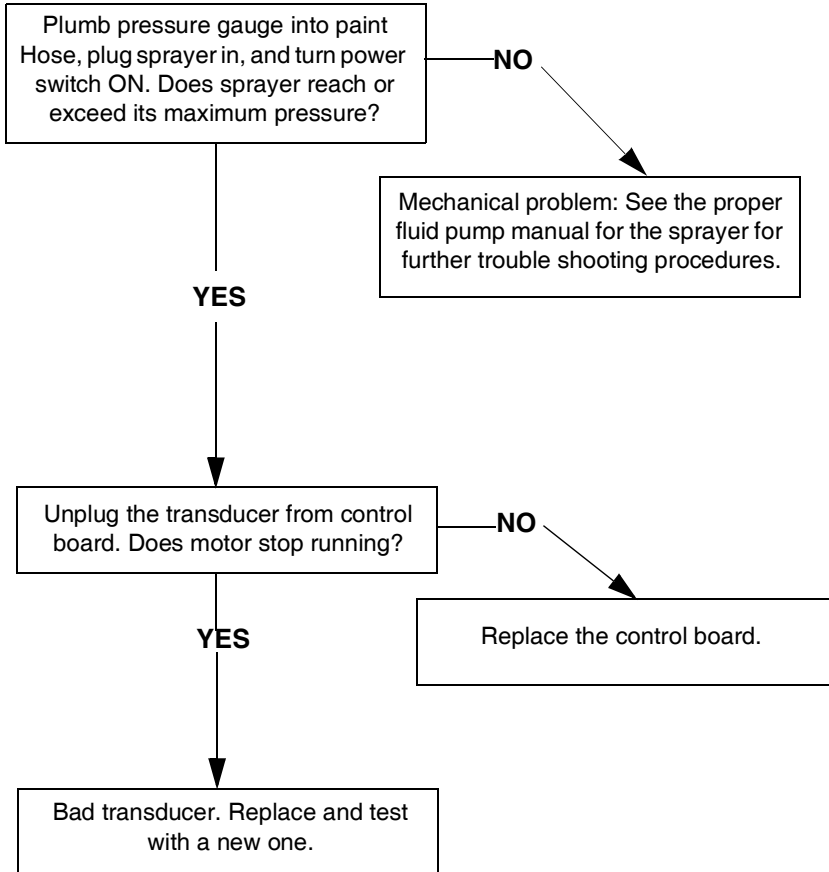 Plumb pressure gauge into paint
Hose, plug sprayer in, and turn power
switch ON. Does sprayer reach or
exceed its maximum pressure?
NO
Mechanical problem: See the proper
fluid pump manual for the sprayer for
further trouble shooting procedures.
YES
Unplug the transducer from control
board. Does motor stop running?
NO
Replace the control board.
YES
Bad transducer. Replace and test
with a new one.